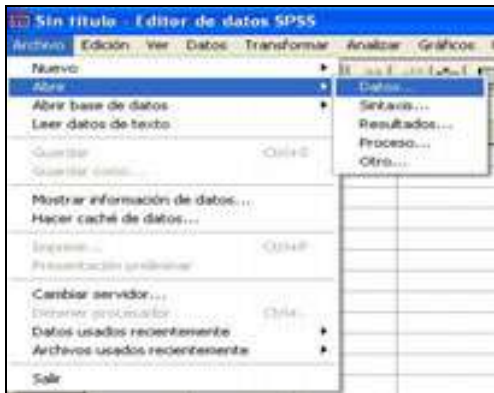 Sin título - Editor de datos SPSS
Archivo Edición Ver Datos Transformar Analizar Gráficos
Nuevo
Abrir
Abrir base de datos
Leer datos de texto
Guardar Ctrl+S
Guardar como...
Mostrar información de datos...
Hacer caché de datos...
Imprimir... Ctrl+P
Presentación preliminar
Cambiar servidor...
Detener procesador
Datos usados recientemente
Archivos usados recientemente
Salir
Datos...
Sintaxis...
Resultados...
Proceso...
Otro...